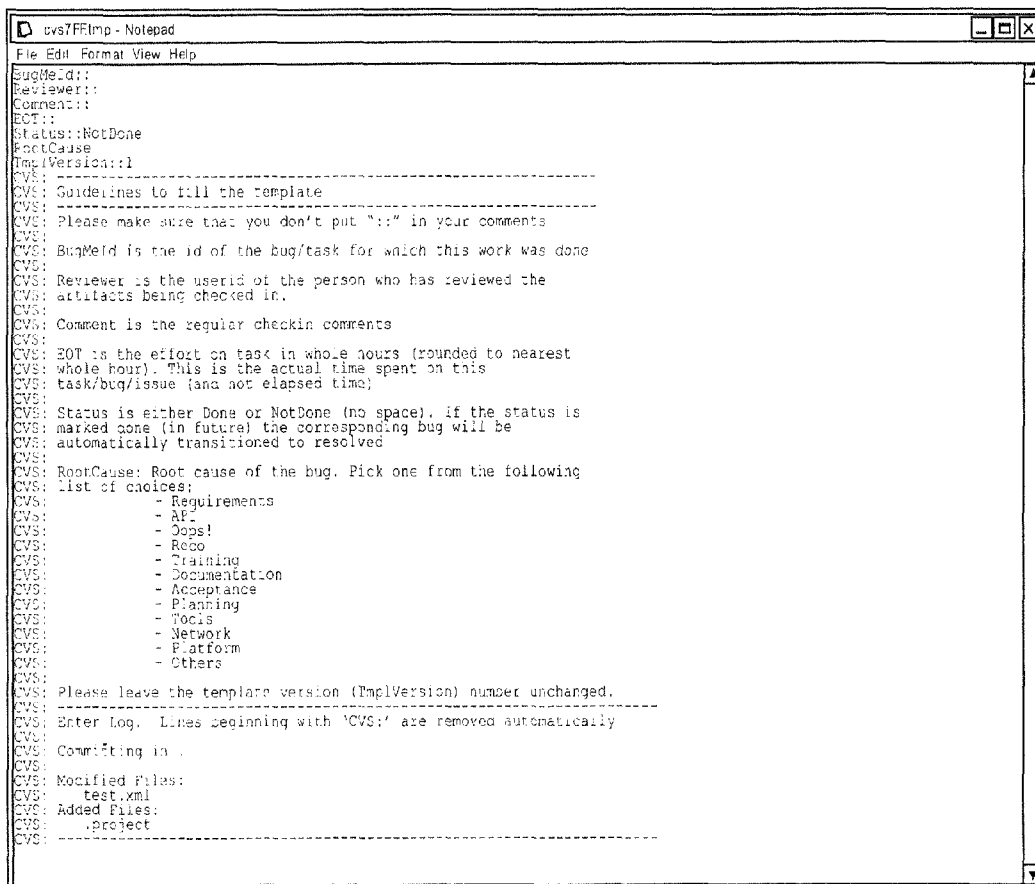 cvs7FF.tmp - Notepad
File Edit Format View Help
BugMeId::
Reviewer::
Comment::
EOT::
Status::NotDone
RootCause
TmplVersion::1
CVS: ----------------------------------------------------------------
CVS: Guidelines to fill the template
CVS: ----------------------------------------------------------------
CVS: Please make sure that you don't put "::" in your comments
CVS:
CVS: BugMeId is the id of the bug/task for which this work was done
CVS:
CVS: Reviewer is the userid of the person who has reviewed the
CVS: artifacts being checked in.
CVS:
CVS: Comment is the regular checkin comments
CVS:
CVS: EOT is the effort on task in whole hours (rounded to nearest
CVS: whole hour). This is the actual time spent on this
CVS: task/bug/issue (and not elapsed time)
CVS:
CVS: Status is either Done or NotDone (no space). if the status is
CVS: marked done (in future) the corresponding bug will be
CVS: automatically transitioned to resolved
CVS:
CVS: RootCause: Root cause of the bug. Pick one from the following
CVS: list of choices;
CVS: - Requirements
CVS: - API
CVS: - Oops!
CVS: - Reco
CVS: - Training
CVS: - Documentation
CVS: - Acceptance
CVS: - Planning
CVS: - Tools
CVS: - Network
CVS: - Platform
CVS: - Others
CVS:
CVS: Please leave the template version (TmplVersion) number unchanged.
CVS: ----------------------------------------------------------------------
CVS: Enter Log. Lines beginning with 'CVS:' are removed automatically
CVS:
CVS: Committing in .
CVS:
CVS: Modified Files:
CVS: test.xml
CVS: Added Files:
CVS: .project
CVS: ----------------------------------------------------------------------